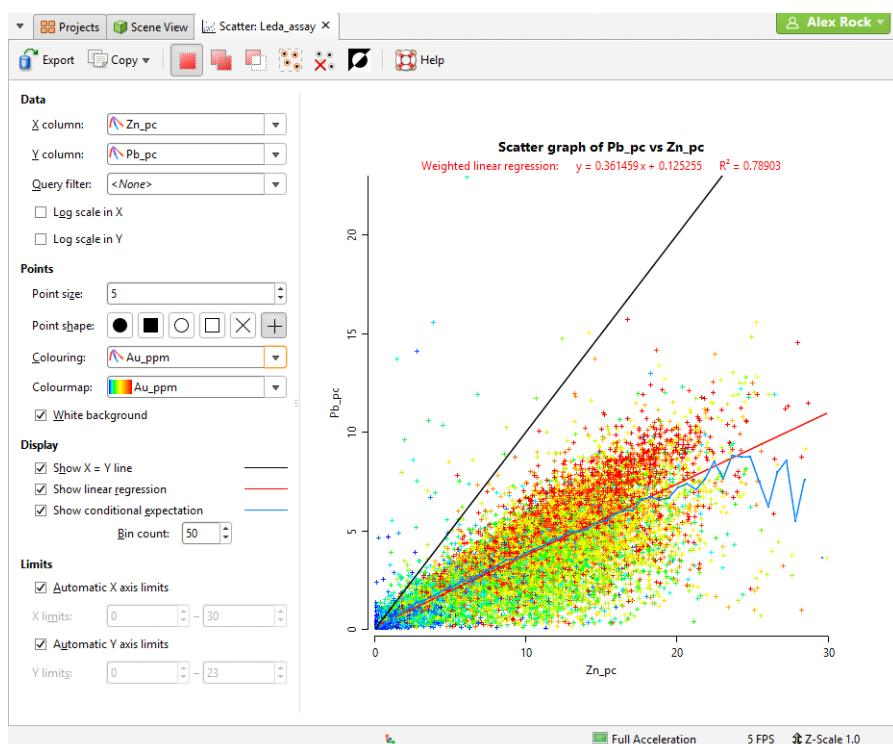 Projects Scene View Scatter: Leda_assay Alex Rock
Export Copy Help
Data
X column: Zn_pc
Y column: Pb_pc
Query filter: <None>
Log scale in X
Log scale in Y
Points
Point size: 5
Point shape:
Colouring: Au_ppm
Colourmap: Au_ppm
White background
Display
Show X = Y line
Show linear regression
Show conditional expectation
Bin count: 50
Limits
Automatic X axis limits
X limits: 0 – 30
Automatic Y axis limits
Y limits: 0 – 23
Scatter graph of Pb_pc vs Zn_pc
Weighted linear regression: y = 0.361459x + 0.125255 R² = 0.78903
20
15
Pb_pc
10
5
0
0 10 20 30
Zn_pc
Full Acceleration 5 FPS Z-Scale 1.0